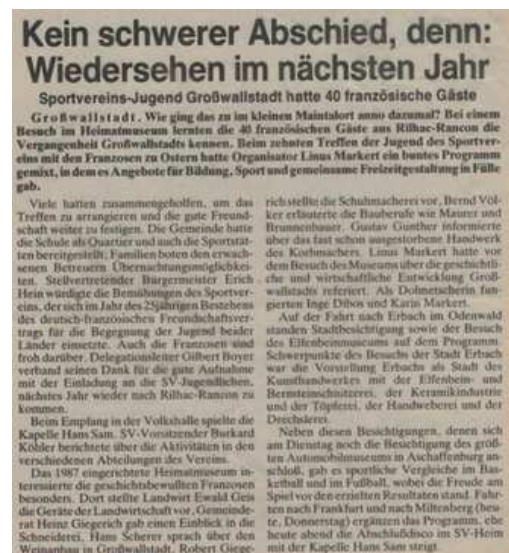 Kein schwerer Abschied, denn:
Wiedersehen im nächsten Jahr
Sportvereins-Jugend Großwallstadt hatte 40 französische Gäste
Großwallstadt. Wie ging das zu im kleinen Maintalort anno dazumal? Bei einem
Besuch im Heimatmuseum lernten die 40 französischen Gäste aus Rilhac-Rancon die
Vergangenheit Großwallstadts kennen. Beim zehnten Treffen der Jugend des Sportver-
eins mit den Franzosen zu Ostern hatte Organisator Linus Markert ein buntes Programm
gemixt, in dem es Angebote für Bildung, Sport und gemeinsame Freizeitgestaltung in Fülle
gab.
Viele hatten zusammengeholfen, um das
Treffen zu arrangieren und die gute Freund-
schaft weiter zu festigen. Die Gemeinde hatte
die Schule als Quartier und auch die Sportstät-
ten bereitgestellt; Familien boten den erwach-
senen Betreuern Übernachtungsmöglichkei-
ten. Stellvertretender Bürgermeister Erich
Hein würdigte die Bemühungen des Sportver-
eins, der sich im Jahr des 25jährigen Bestehens
des deutsch-französischen Freundschaftsver-
trags für die Begegnung der Jugend beider
Länder einsetzte. Auch die Franzosen sind
froh darüber. Delegationsleiter Gilbert Boyer
verband seinen Dank für die gute Aufnahme
mit der Einladung an die SV-Jugendlichen,
nächstes Jahr wieder nach Rilhac-Rancon zu
kommen.
Beim Empfang in der Volkshalle spielte die
Kapelle Hans Sam. SV-Vorsitzender Burkard
Köhler berichtete über die Aktivitäten in den
verschiedenen Abteilungen des Vereins.
Das 1987 eingerichtete Heimatmuseum in-
teressierte die geschichtsbewußten Franzosen
besonders. Dort stellte Landwirt Ewald Geis
die Geräte der Landwirtschaft vor, Gemeinde-
rat Heinz Giegerich gab einen Einblick in die
Schneiderei, Hans Scherer sprach über den
Weinanbau in Großwallstadt, Robert Giege-
rich stellte die Schuhmacherei vor, Bernd Völ-
ker erläuterte die Bauberufe wie Maurer und
Brunnenbauer. Gustav Günther informierte
über das fast schon ausgestorbene Handwerk
des Korbmachers. Linus Markert hatte vor
dem Besuch des Museums über die geschichtli-
che und wirtschaftliche Entwicklung Groß-
wallstadts referiert. Als Dolmetscherin fun-
gierten Inge Dibos und Karin Markert.
Auf der Fahrt nach Erbach im Odenwald
standen Stadtbesichtigung sowie der Besuch
des Elfenbeinmuseums auf dem Programm.
Schwerpunkte des Besuchs der Stadt Erbach
war die Vorstellung Erbachs als Stadt des
Kunsthandwerkes mit der Elfenbein- und
Bernsteinschnitzerei, der Keramikindustrie
und der Töpferei, der Handweberei und der
Drechslerei.
Neben diesen Besichtigungen, denen sich
am Dienstag noch die Besichtigung des größ-
ten Automobilmuseums in Aschaffenburg an-
schloß, gab es sportliche Vergleiche im Bas-
ketball und im Fußball, wobei die Freude am
Spiel vor den erzielten Resultaten stand. Fahr-
ten nach Frankfurt und nach Miltenberg (heu-
te, Donnerstag) ergänzten das Programm, ehe
heute abend die Abschlußdisco im SV-Heim
mit der Kapelle Hans Sam steigt.